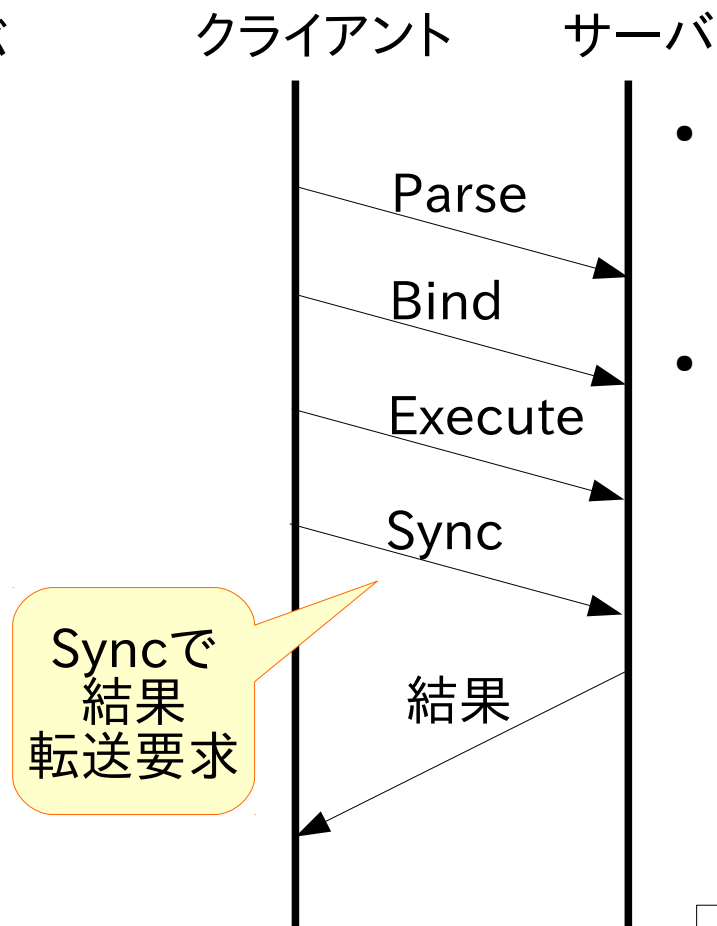 クライアント
サーバ
Parse
Bind
Execute
Sync
Syncで
結果
転送要求
結果